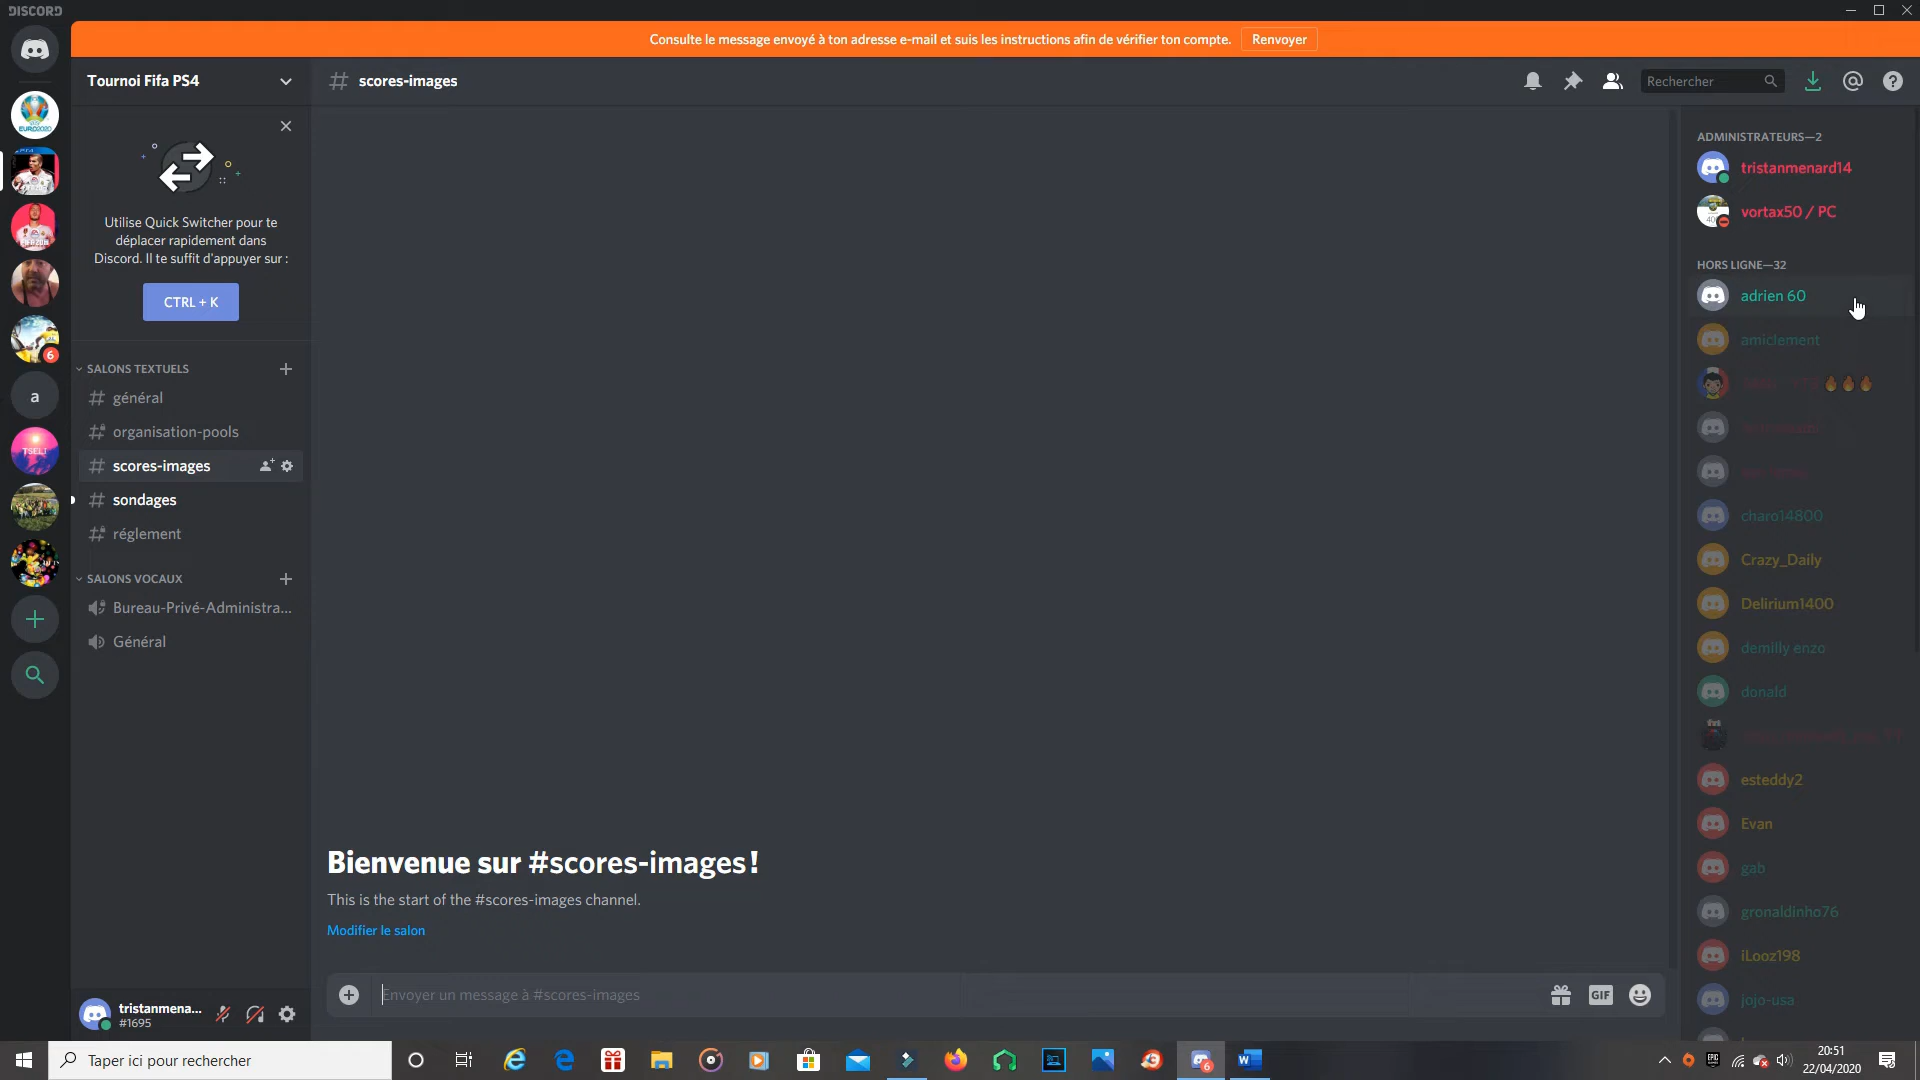 DISCORD
Consulte le message envoyé à ton adresse e-mail et suis les instructions afin de vérifier ton compte.
Renvoyer
Tournoi Fifa PS4
scores-images
Rechercher
Utilise Quick Switcher pour te
déplacer rapidement dans
Discord. Il te suffit d'appuyer sur :
CTRL + K
SALONS TEXTUELS
général
organisation-pools
scores-images
sondages
réglement
SALONS VOCAUX
Bureau-Privé-Administra...
Général
EURO2020
6
a
TSELJ
Bienvenue sur #scores-images !
This is the start of the #scores-images channel.
Modifier le salon
Envoyer un message à #scores-images
GIF
ADMINISTRATEURS—2
tristanmenard14
vortax50 / PC
HORS LIGNE—32
adrien 60
amiclement
charo14800
Crazy_Daily
Delirium1400
demilly enzo
donald
esteddy2
Evan
gab
gronaldinho76
iLooz198
jojo-usa
tristanmena...
#1695
Taper ici pour rechercher
6
20:51
22/04/2020